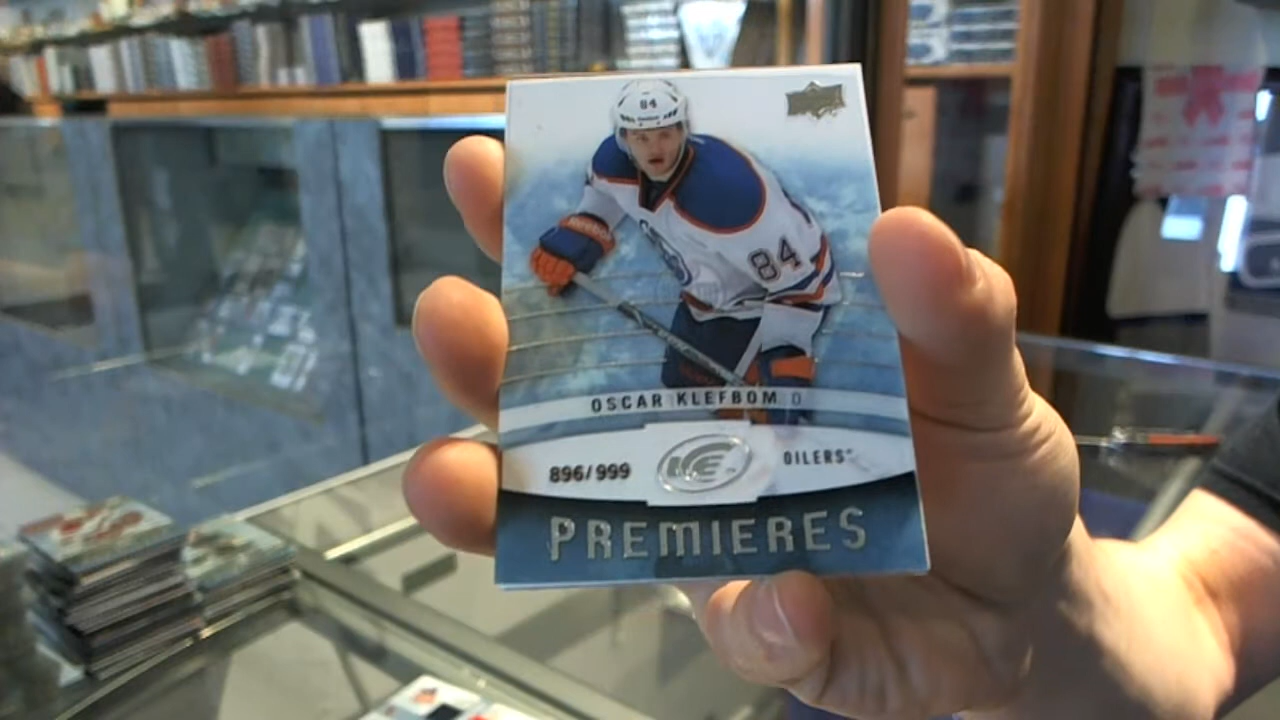 84
84
OSCAR KLEFBOM D
896/999
ICE
OILERS
PREMIERES